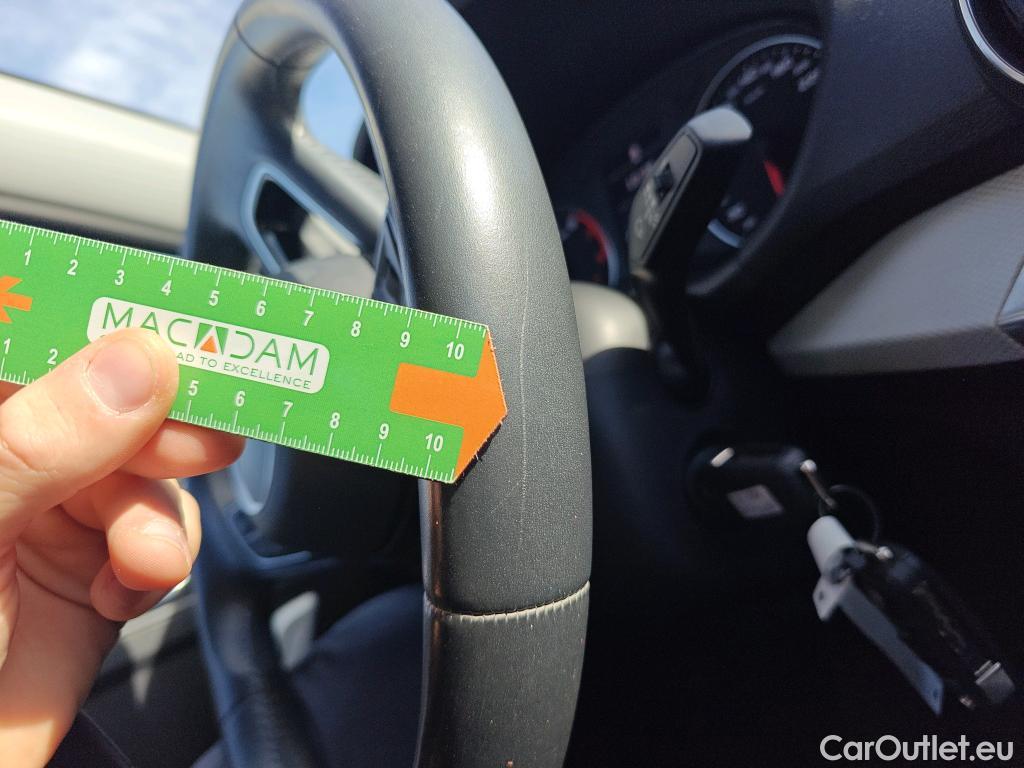 1 2 3 4 5 6 7 8 9 10
MACADAM
AD TO EXCELLENCE
1 2 5 6 7 8 9 10
CarOutlet.eu